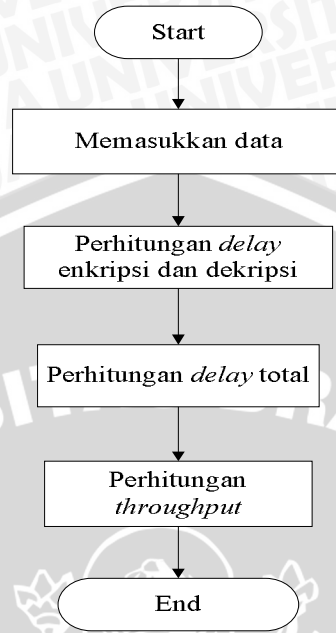 Start
Memasukkan data
Perhitungan delay
enkripsi dan dekripsi
Perhitungan delay total
Perhitungan
throughput
End